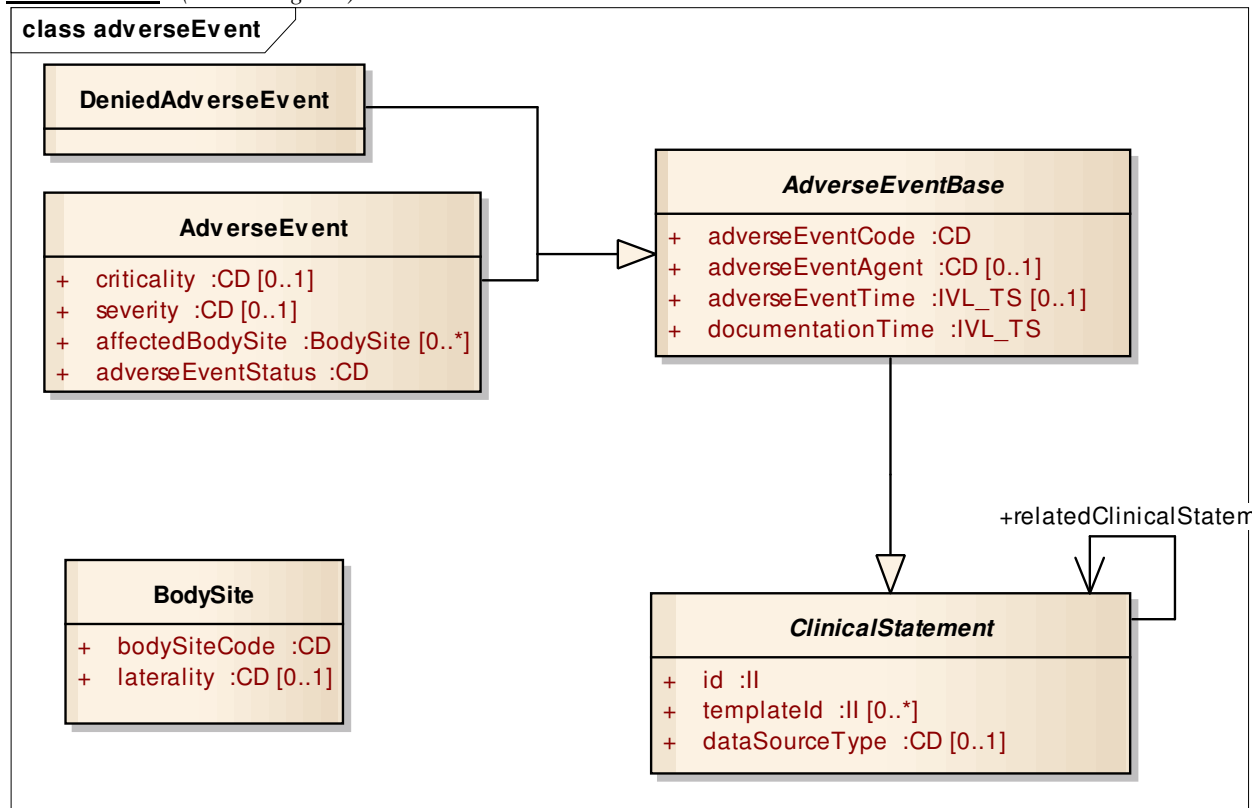 class adverseEvent
DeniedAdverseEvent
AdverseEvent
+ criticality :CD [0..1]
+ severity :CD [0..1]
+ affectedBodySite :BodySite [0..*]
+ adverseEventStatus :CD
AdverseEventBase
+ adverseEventCode :CD
+ adverseEventAgent :CD [0..1]
+ adverseEventTime :IVL_TS [0..1]
+ documentationTime :IVL_TS
+relatedClinicalStatem
BodySite
+ bodySiteCode :CD
+ laterality :CD [0..1]
ClinicalStatement
+ id :II
+ templateId :II [0..*]
+ dataSourceType :CD [0..1]